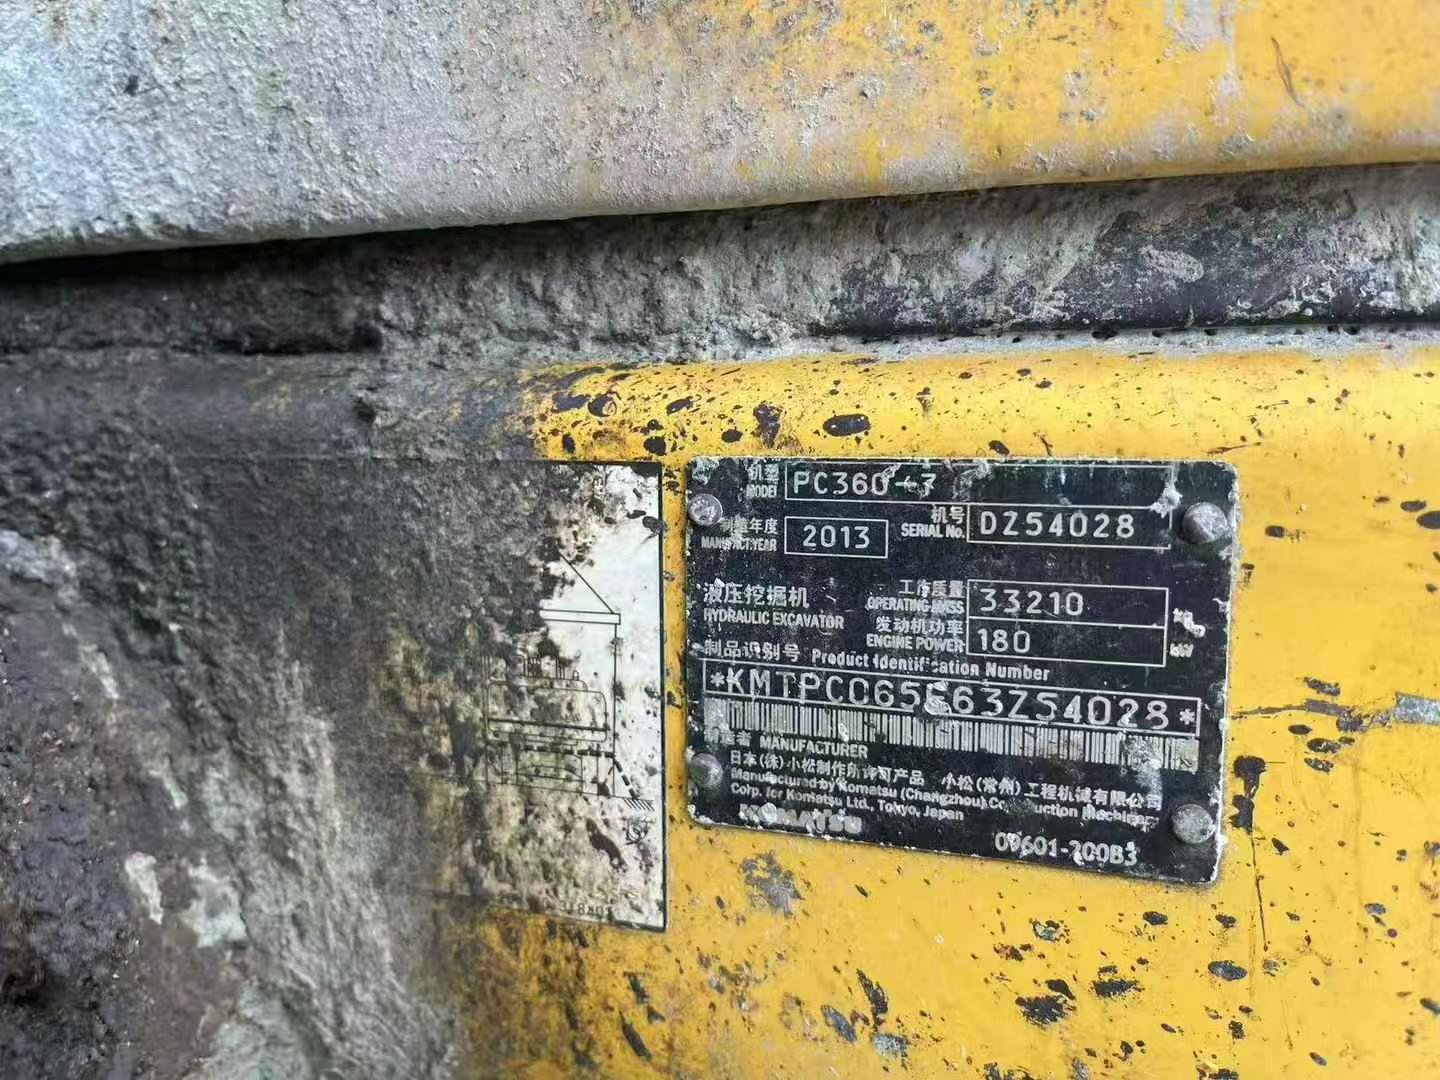 机型
MODEL PC360-7
制造年度
MANUFACT.YEAR 2013
机号
SERIAL No. DZ54028
液压挖掘机
HYDRAULIC EXCAVATOR
工作质量
OPERATING MASS 33210 kg
发动机功率
ENGINE POWER 180 kW
制品识别号 Product Identification Number
*KMTPC065 63Z54028*
制造者 MANUFACTURER
日本(株)小松制作所许可产品 小松(常州)工程机械有限公司
Manufactured by Komatsu (Changzhou) Construction Machinery
Corp. for Komatsu Ltd., Tokyo, Japan
KOMATSU
09601-200B3